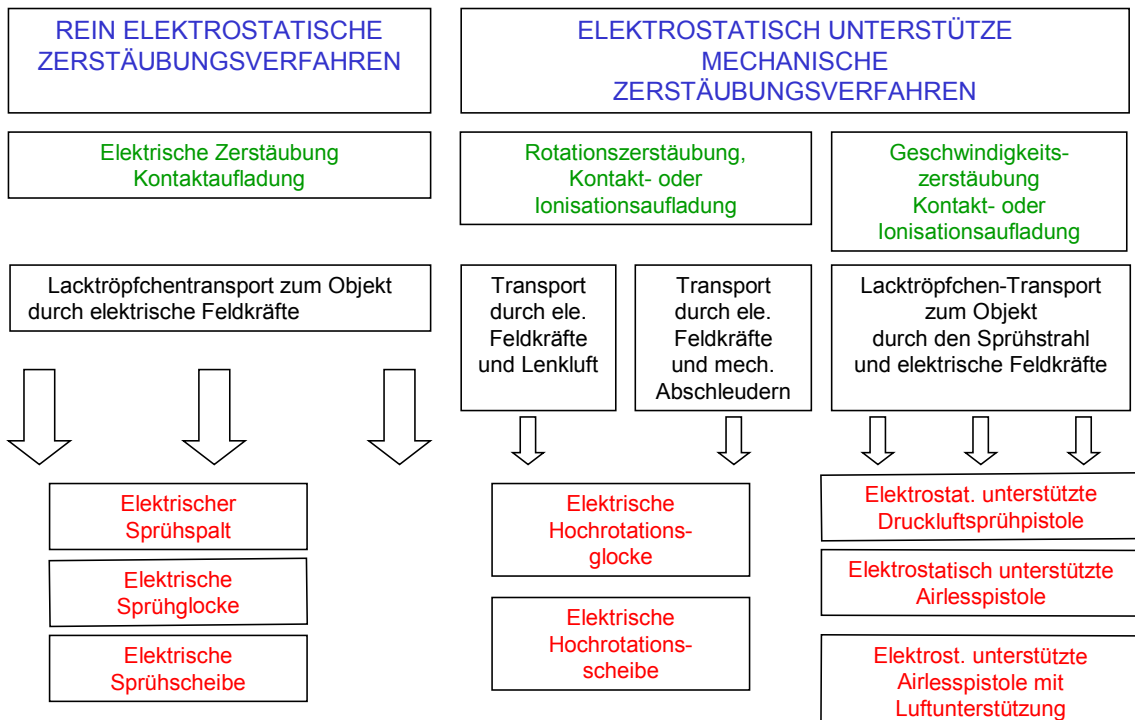 REIN ELEKTROSTATISCHE
ZERSTÄUBUNGSVERFAHREN
ELEKTROSTATISCH UNTERSTÜTZE
MECHANISCHE
ZERSTÄUBUNGSVERFAHREN
Elektrische Zerstäubung
Kontaktaufladung
Rotationszerstäubung,
Kontakt- oder
Ionisationsaufladung
Geschwindigkeits-
zerstäubung
Kontakt- oder
Ionisationsaufladung
Lacktröpfchentransport zum Objekt
durch elektrische Feldkräfte
Transport
durch ele.
Feldkräfte
und Lenkluft
Transport
durch ele.
Feldkräfte
und mech.
Abschleudern
Lacktröpfchen-Transport
zum Objekt
durch den Sprühstrahl
und elektrische Feldkräfte
Elektrischer
Sprühspalt
Elektrische
Sprühglocke
Elektrische
Sprühscheibe
Elektrische
Hochrotations-
glocke
Elektrische
Hochrotations-
scheibe
Elektrostat. unterstützte
Druckluftsprühpistole
Elektrostatisch unterstützte
Airlesspistole
Elektrost. unterstützte
Airlesspistole mit
Luftunterstützung